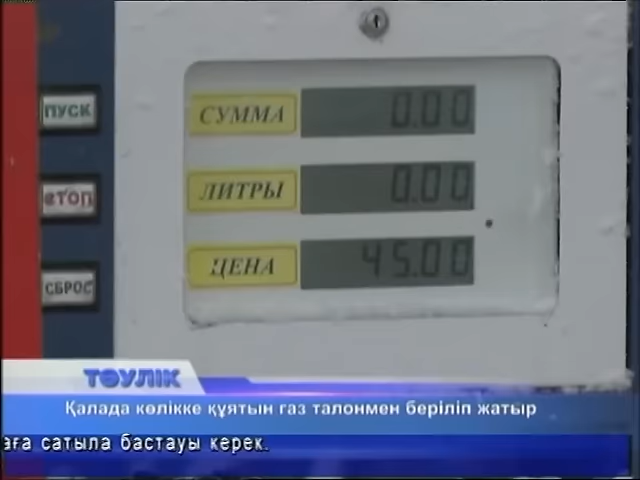 ПУСК
СУММА 0.00
СТОП
ЛИТРЫ 0.00
СБРОС
ЦЕНА 45.00
ТӘУЛІК
Қалада көлікке құятын газ талонмен беріліп жатыр
аға сатыла бастауы керек.